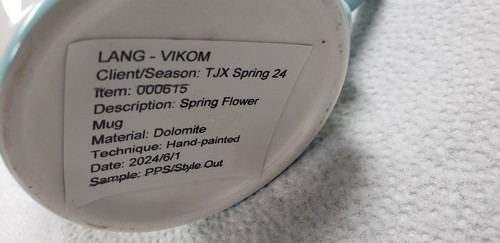 LANG - VIKOM
Client/Season: TJX Spring 24
Item: 000615
Description: Spring Flower
Mug
Material: Dolomite
Technique: Hand-painted
Date: 2024/6/1
Sample: PPS/Style Out